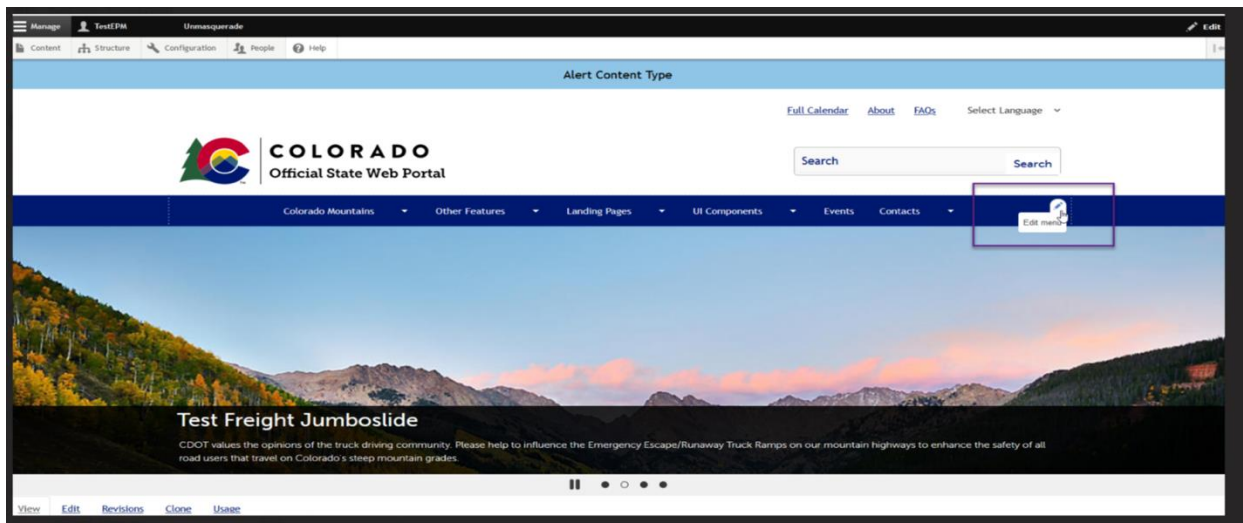 Manage TestEPM Unmasquerade Edit
Content Structure Configuration People Help
Alert Content Type
Full Calendar About FAQs Select Language
COLORADO
Official State Web Portal
Search Search
Colorado Mountains Other Features Landing Pages UI Components Events Contacts
Edit menu
Test Freight Jumboslide
CDOT values the opinions of the truck driving community. Please help to influence the Emergency Escape/Runaway Truck Ramps on our mountain highways to enhance the safety of all
road users that travel on Colorado's steep mountain grades.
View Edit Revisions Clone Usage